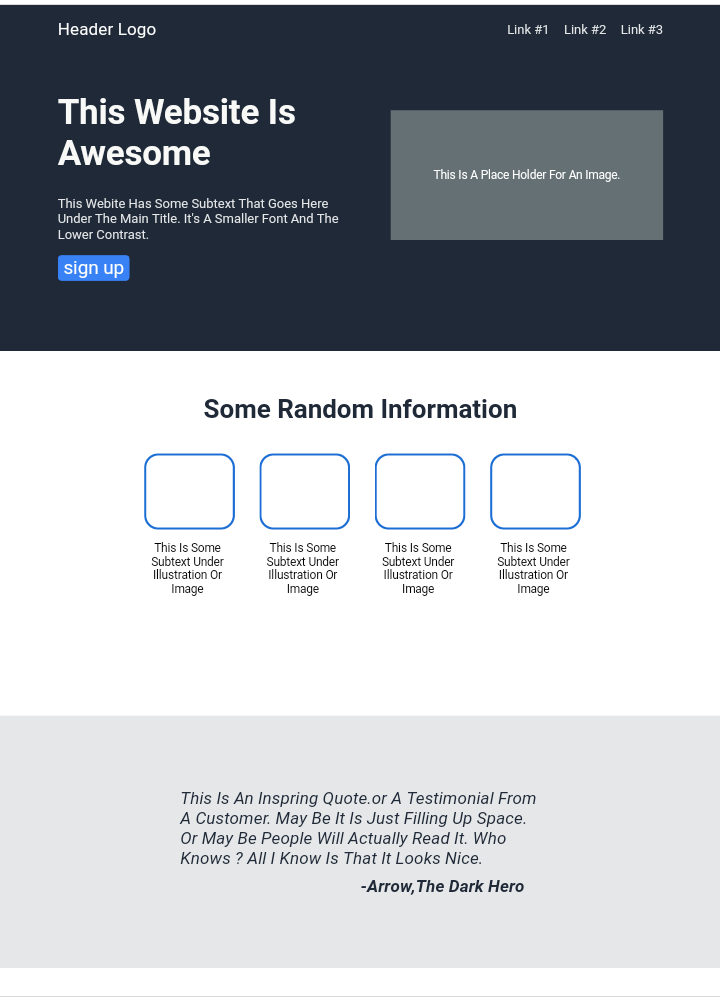 Header Logo
Link #1 Link #2 Link #3
This Website Is
Awesome
This Webite Has Some Subtext That Goes Here
Under The Main Title. It's A Smaller Font And The
Lower Contrast.
sign up
This Is A Place Holder For An Image.
Some Random Information
This Is Some
Subtext Under
Illustration Or
Image
This Is Some
Subtext Under
Illustration Or
Image
This Is Some
Subtext Under
Illustration Or
Image
This Is Some
Subtext Under
Illustration Or
Image
This Is An Inspring Quote.or A Testimonial From
A Customer. May Be It Is Just Filling Up Space.
Or May Be People Will Actually Read It. Who
Knows ? All I Know Is That It Looks Nice.
-Arrow,The Dark Hero